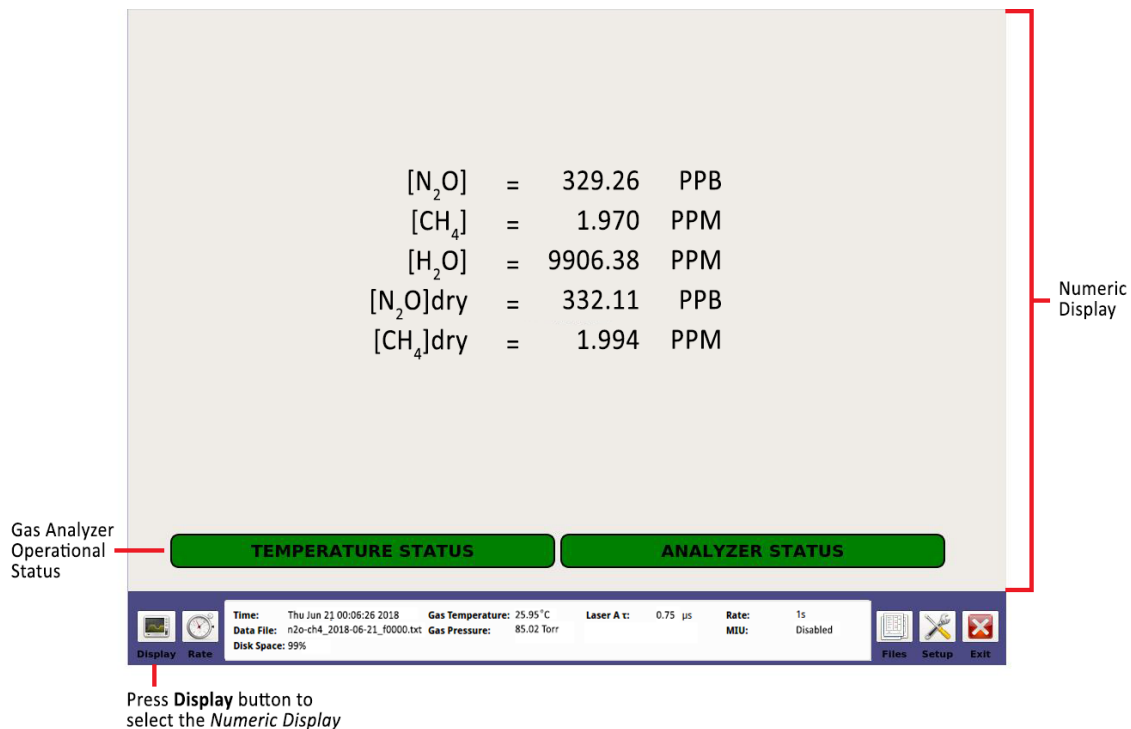 [N₂O] = 329.26 PPB
[CH₄] = 1.970 PPM
[H₂O] = 9906.38 PPM
[N₂O]dry = 332.11 PPB
[CH₄]dry = 1.994 PPM
Numeric
Display
Gas Analyzer
Operational
Status
TEMPERATURE STATUS ANALYZER STATUS
Time: Thu Jun 21 00:06:26 2018 Gas Temperature: 25.95°C Laser A τ: 0.75 μs Rate: 1s
Data File: n2o-ch4_2018-06-21_f0000.txt Gas Pressure: 85.02 Torr MIU: Disabled
Disk Space: 99%
Display Rate Files Setup Exit
Press Display button to
select the Numeric Display